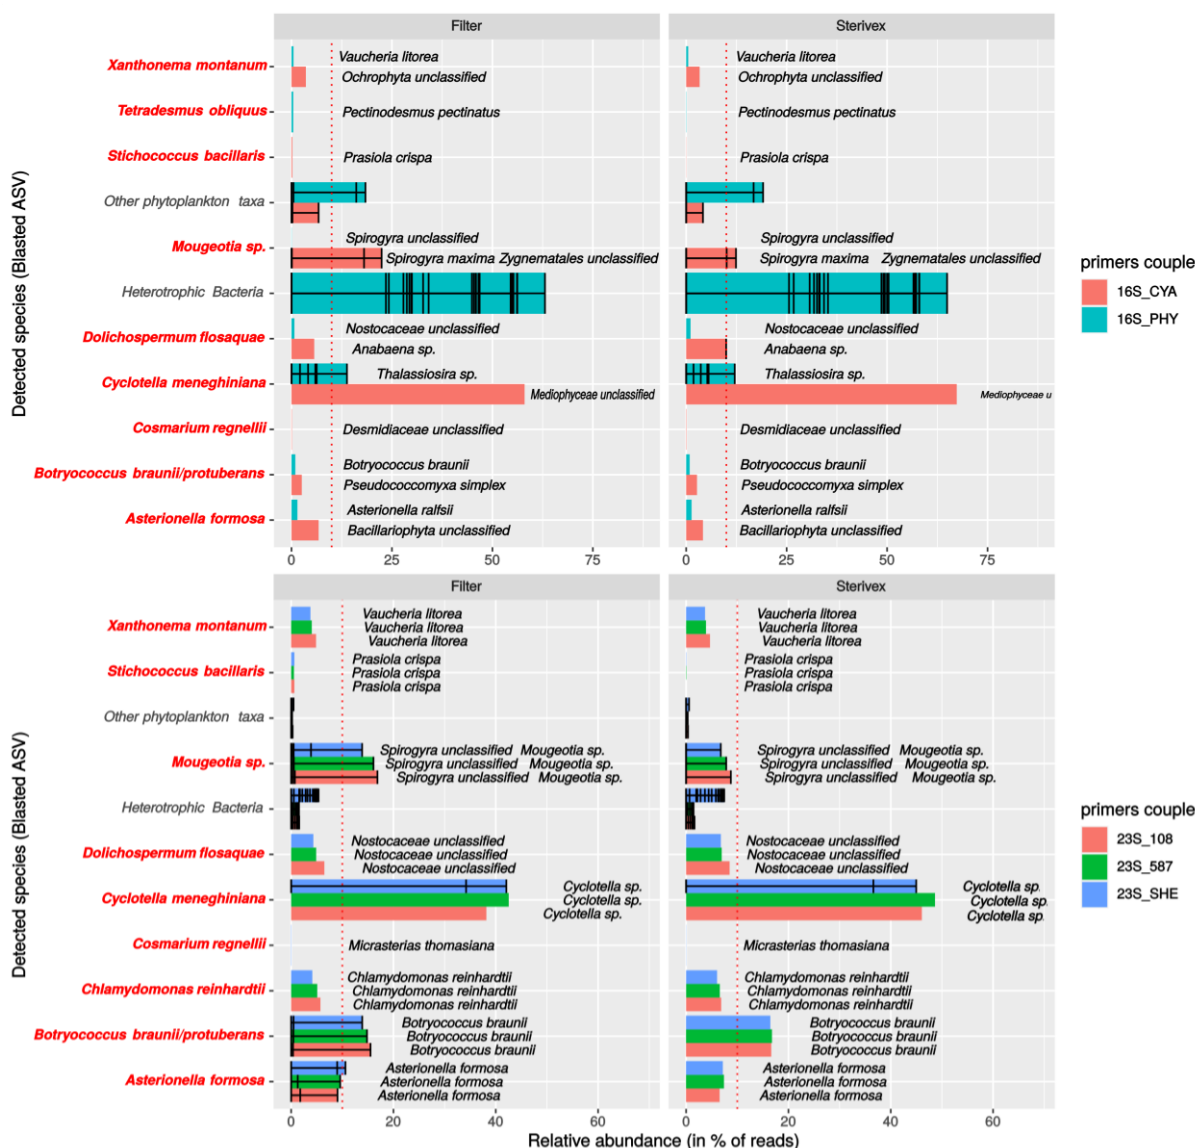 Filter
Sterivex
Detected species (Blasted ASV)
Xanthonema montanum
Vaucheria litorea
Ochrophyta unclassified
Vaucheria litorea
Ochrophyta unclassified
Tetradesmus obliquus
Pectinodesmus pectinatus
Pectinodesmus pectinatus
Stichococcus bacillaris
Prasiola crispa
Prasiola crispa
Other phytoplankton taxa
Mougeotia sp.
Spirogyra unclassified
Spirogyra maxima Zygnematales unclassified
Spirogyra unclassified
Spirogyra maxima Zygnematales unclassified
Heterotrophic Bacteria
Dolichospermum flosaquae
Nostocaceae unclassified
Anabaena sp.
Nostocaceae unclassified
Anabaena sp.
Cyclotella meneghiniana
Thalassiosira sp.
Mediophyceae unclassified
Thalassiosira sp.
Mediophyceae u
Cosmarium regnellii
Desmidiaceae unclassified
Desmidiaceae unclassified
Botryococcus braunii/protuberans
Botryococcus braunii
Pseudococcomyxa simplex
Botryococcus braunii
Pseudococcomyxa simplex
Asterionella formosa
Asterionella ralfsii
Bacillariophyta unclassified
Asterionella ralfsii
Bacillariophyta unclassified
0 25 50 75
0 25 50 75
primers couple
16S_CYA
16S_PHY
Filter
Sterivex
Detected species (Blasted ASV)
Xanthonema montanum
Vaucheria litorea
Vaucheria litorea
Vaucheria litorea
Vaucheria litorea
Vaucheria litorea
Vaucheria litorea
Stichococcus bacillaris
Prasiola crispa
Prasiola crispa
Prasiola crispa
Prasiola crispa
Prasiola crispa
Prasiola crispa
Other phytoplankton taxa
Mougeotia sp.
Spirogyra unclassified Mougeotia sp.
Spirogyra unclassified Mougeotia sp.
Spirogyra unclassified Mougeotia sp.
Spirogyra unclassified Mougeotia sp.
Spirogyra unclassified Mougeotia sp.
Spirogyra unclassified Mougeotia sp.
Heterotrophic Bacteria
Dolichospermum flosaquae
Nostocaceae unclassified
Nostocaceae unclassified
Nostocaceae unclassified
Nostocaceae unclassified
Nostocaceae unclassified
Nostocaceae unclassified
Cyclotella meneghiniana
Cyclotella sp.
Cyclotella sp.
Cyclotella sp.
Cyclotella sp.
Cyclotella sp.
Cyclotella sp.
Cosmarium regnellii
Micrasterias thomasiana
Micrasterias thomasiana
Chlamydomonas reinhardtii
Chlamydomonas reinhardtii
Chlamydomonas reinhardtii
Chlamydomonas reinhardtii
Chlamydomonas reinhardtii
Chlamydomonas reinhardtii
Chlamydomonas reinhardtii
Botryococcus braunii/protuberans
Botryococcus braunii
Botryococcus braunii
Botryococcus braunii
Botryococcus braunii
Botryococcus braunii
Botryococcus braunii
Asterionella formosa
Asterionella formosa
Asterionella formosa
Asterionella formosa
Asterionella formosa
Asterionella formosa
Asterionella formosa
0 20 40 60
0 20 40 60
Relative abundance (in % of reads)
primers couple
23S_108
23S_587
23S_SHE